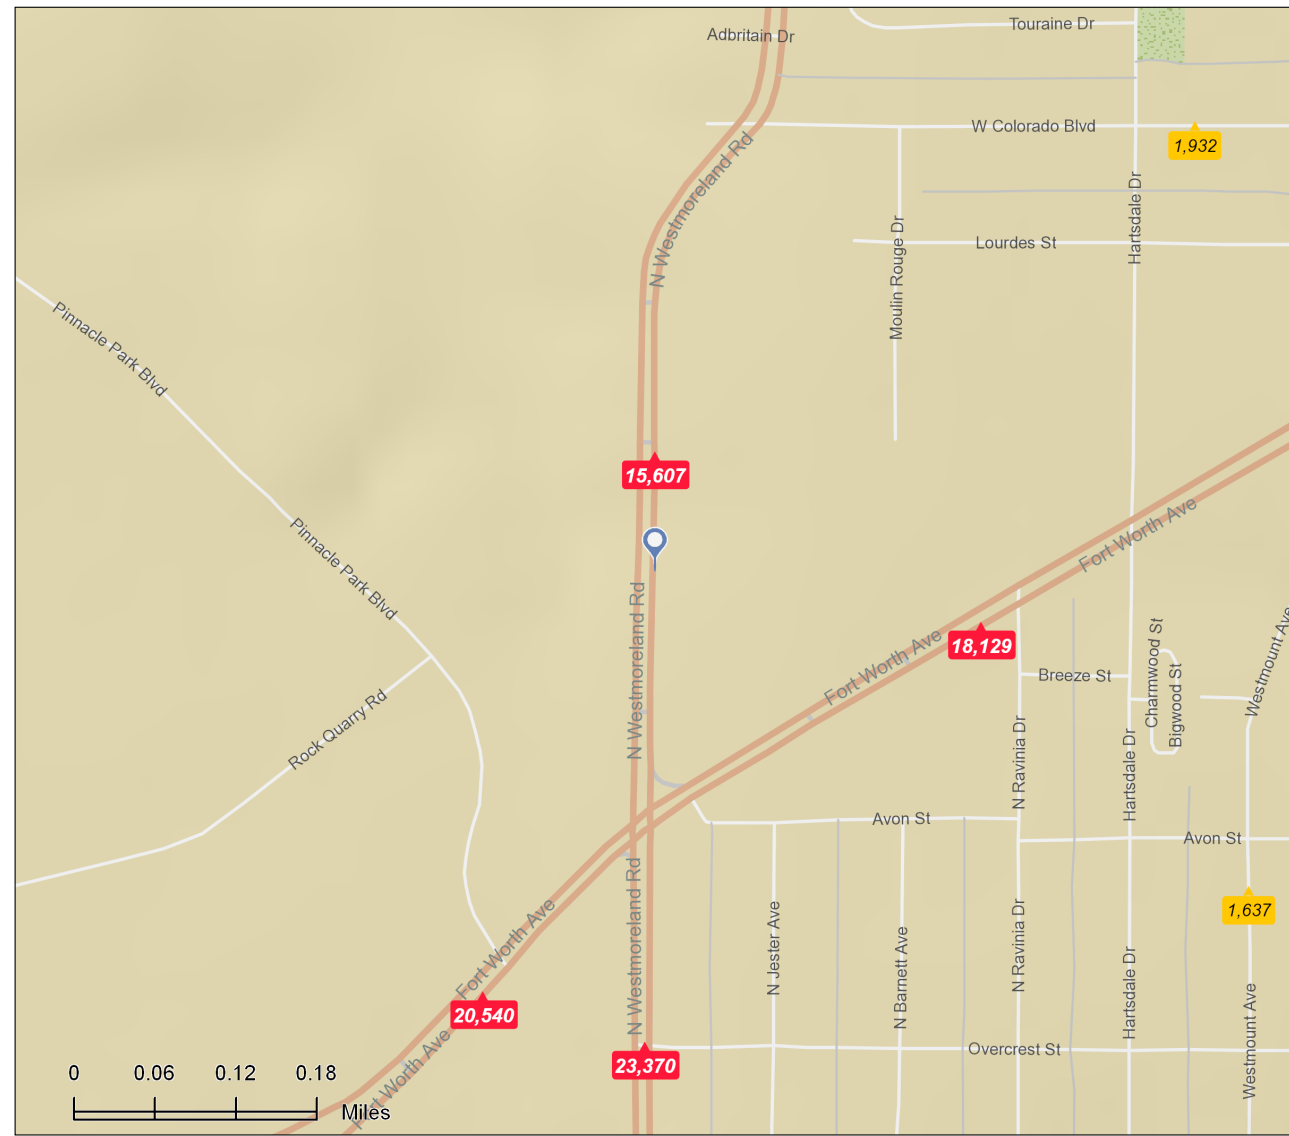 Touraine Dr
Adbritain Dr
W Colorado Blvd
1,932
N Westmoreland Rd
Hartsdale Dr
Moulin Rouge Dr
Lourdes St
Pinnacle Park Blvd
15,607
Fort Worth Ave
Pinnacle Park Blvd
N Westmoreland Rd
Fort Worth Ave
18,129
Breeze St
Charmwood St
Bigwood St
Westmount Ave
Rock Quarry Rd
N Ravinia Dr
Hartsdale Dr
Avon St
Avon St
1,637
N Westmoreland Rd
Fort Worth Ave
N Jester Ave
N Barnett Ave
N Ravinia Dr
Hartsdale Dr
Westmount Ave
20,540
Fort Worth Ave
Overcrest St
23,370
0 0.06 0.12 0.18
Miles